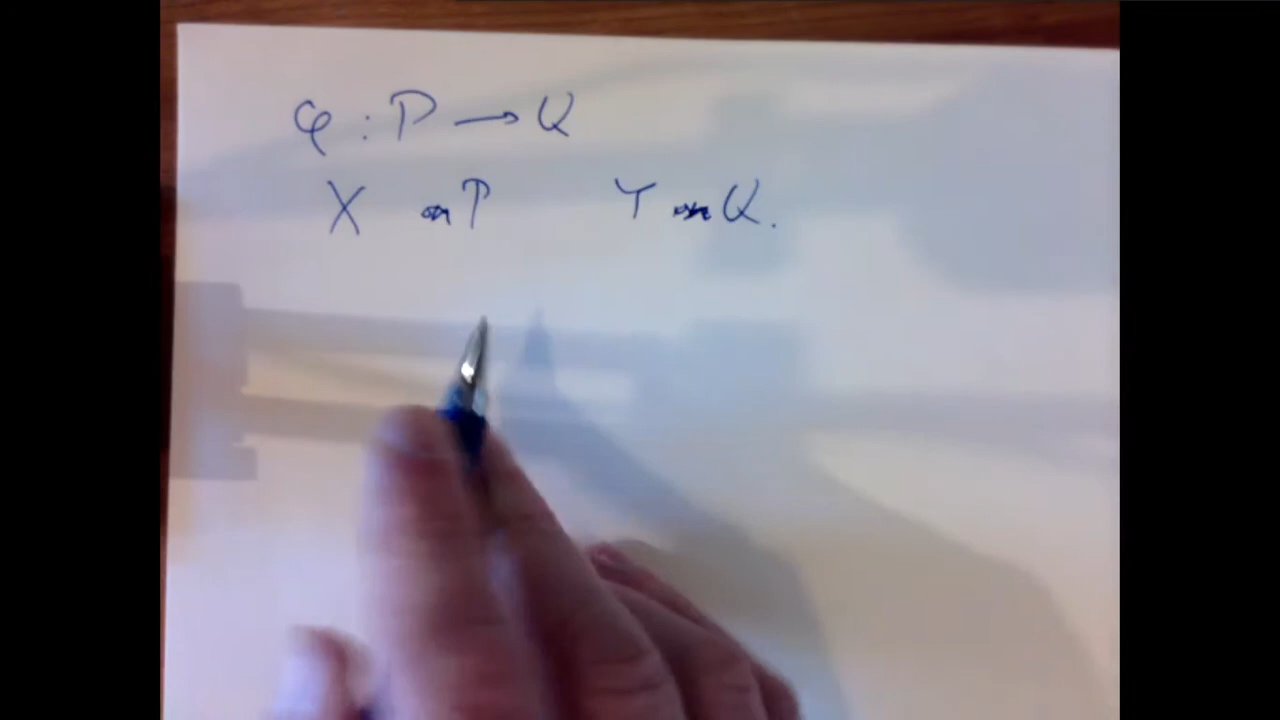 φ : P → Q
X on P Y on Q.